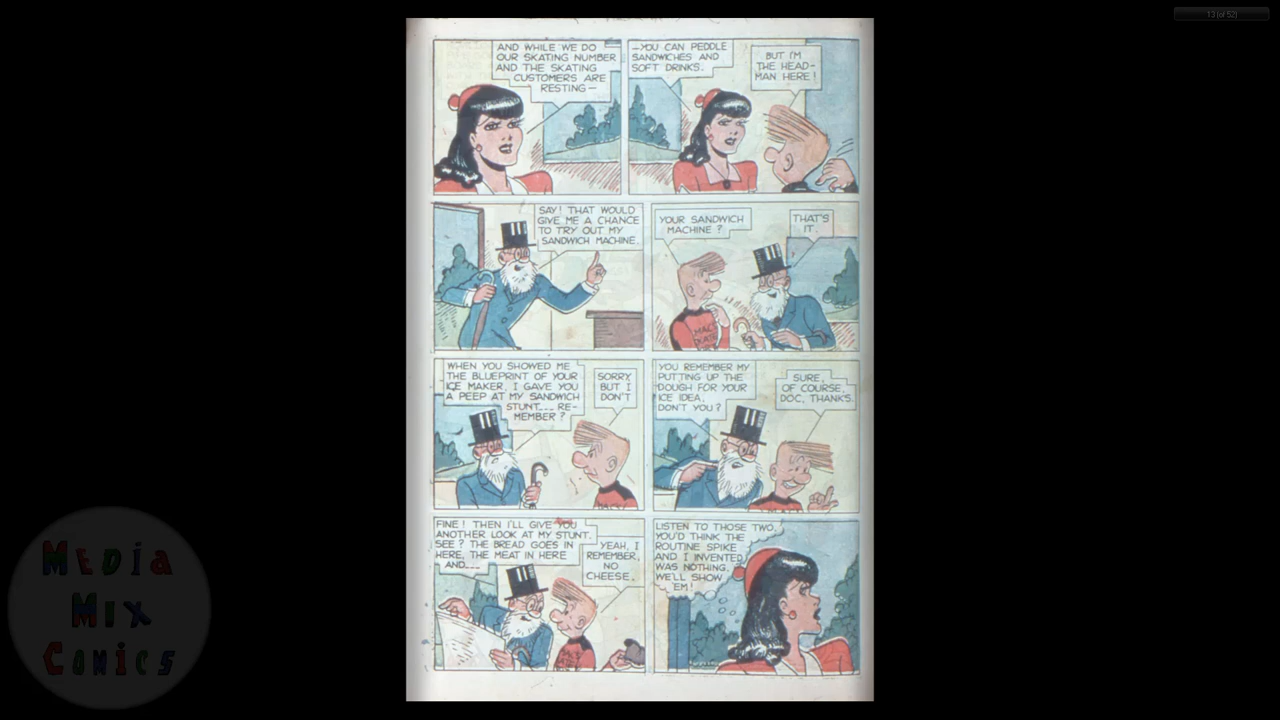 13 (of 52)
AND WHILE WE DO
OUR SKATING NUMBER
AND THE SKATING
CUSTOMERS ARE
RESTING—
—YOU CAN PEDDLE
SANDWICHES AND
SOFT DRINKS.
BUT I'M
THE HEAD-
MAN HERE!
SAY! THAT WOULD
GIVE ME A CHANCE
TO TRY OUT MY
SANDWICH MACHINE.
YOUR SANDWICH
MACHINE?
THAT'S
IT.
WHEN YOU SHOWED ME
THE BLUEPRINT OF YOUR
ICE MAKER, I GAVE YOU
A PEEP AT MY SANDWICH
STUNT___ RE-
MEMBER?
SORRY,
BUT I
DON'T
YOU REMEMBER MY
PUTTING UP THE
DOUGH FOR YOUR
ICE IDEA,
DON'T YOU?
SURE,
OF COURSE,
DOC, THANKS.
FINE! THEN I'LL GIVE YOU
ANOTHER LOOK AT MY STUNT.
SEE? THE BREAD GOES IN
HERE, THE MEAT IN HERE
AND___
YEAH, I
REMEMBER,
NO
CHEESE.
LISTEN TO THOSE TWO.
YOU'D THINK THE
ROUTINE SPIKE
AND I INVENTED
WAS NOTHING.
WE'LL SHOW
'EM!
MEDIA
MIX
COMICS